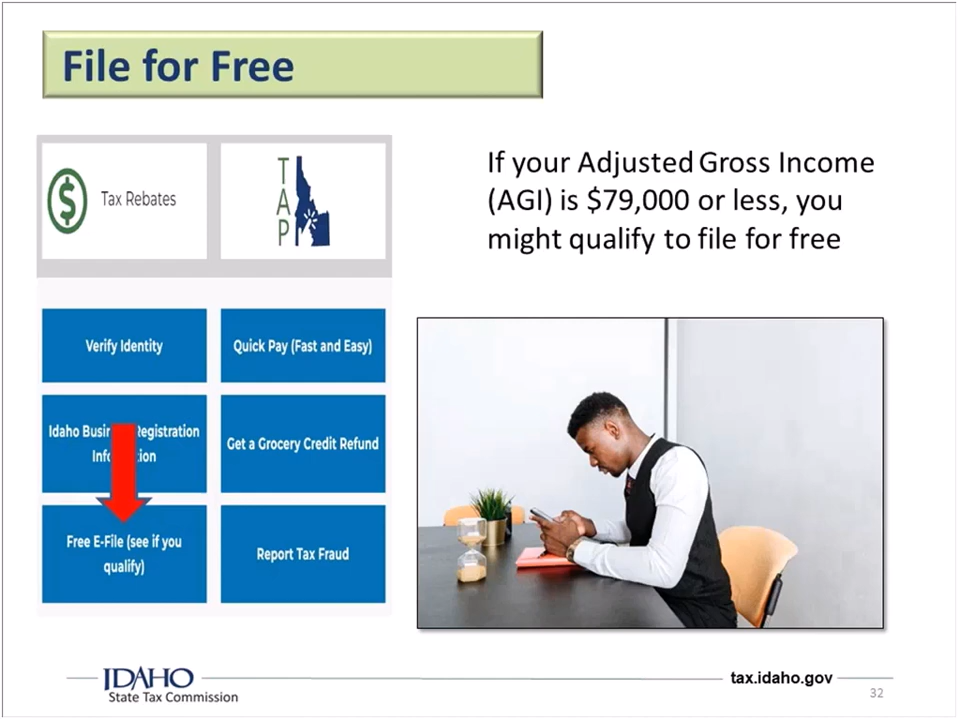 File for Free
Tax Rebates
T
A
P
If your Adjusted Gross Income
(AGI) is $79,000 or less, you
might qualify to file for free
Verify Identity
Quick Pay (Fast and Easy)
Idaho Registration
Get a Grocery Credit Refund
Free E-File (see if you
qualify)
Report Tax Fraud
IDAHO
State Tax Commission
tax.idaho.gov
32